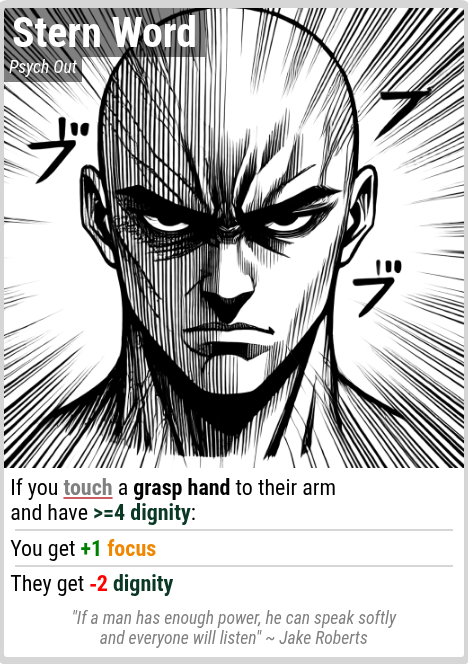 Stern Word
Psych Out
ブ
ブ
ブ
If you touch a grasp hand to their arm
and have >=4 dignity:
You get +1 focus
They get -2 dignity
"If a man has enough power, he can speak softly
and everyone will listen" ~ Jake Roberts